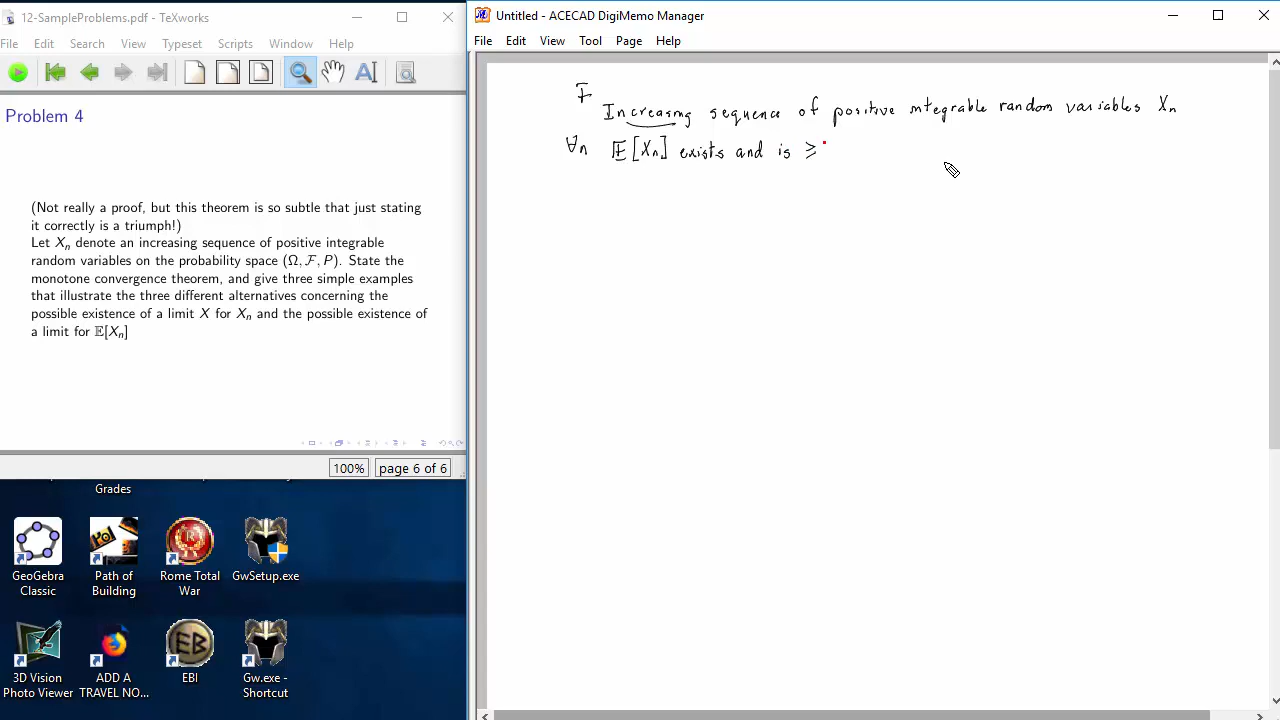 12-SampleProblems.pdf - TeXworks
File Edit Search View Typeset Scripts Window Help
Problem 4
(Not really a proof, but this theorem is so subtle that just stating
it correctly is a triumph!)
Let Xn denote an increasing sequence of positive integrable
random variables on the probability space (Ω, F, P). State the
monotone convergence theorem, and give three simple examples
that illustrate the three different alternatives concerning the
possible existence of a limit X for Xn and the possible existence of
a limit for 𝔼[Xn]
100% page 6 of 6
Grades
GeoGebra Classic
Path of Building
Rome Total War
GwSetup.exe
3D Vision Photo Viewer
ADD A TRAVEL NO...
EBI
Gw.exe - Shortcut
Untitled - ACECAD DigiMemo Manager
File Edit View Tool Page Help
Increasing sequence of positive integrable random variables Xn
∀n 𝔼[Xn] exists and is ≥